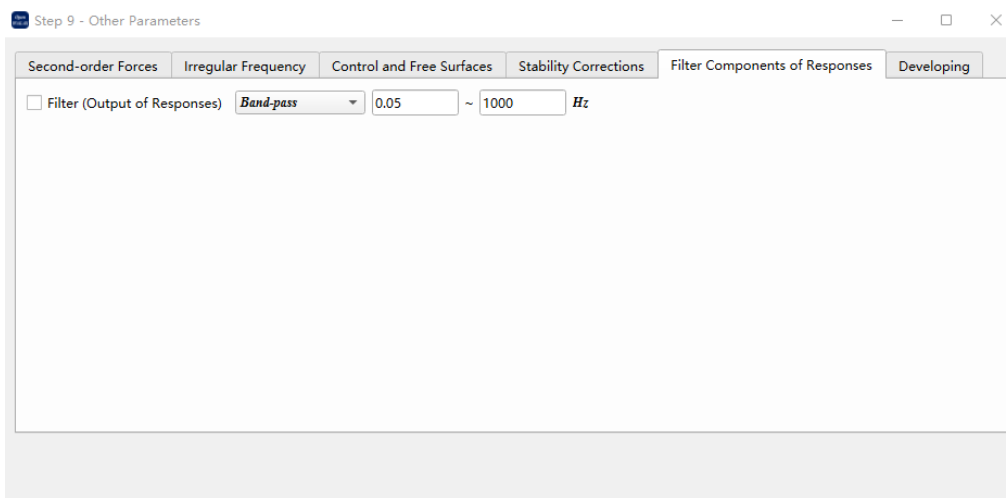 Step 9 - Other Parameters
Second-order Forces Irregular Frequency Control and Free Surfaces Stability Corrections Filter Components of Responses Developing
Filter (Output of Responses) Band-pass 0.05 ~ 1000 Hz